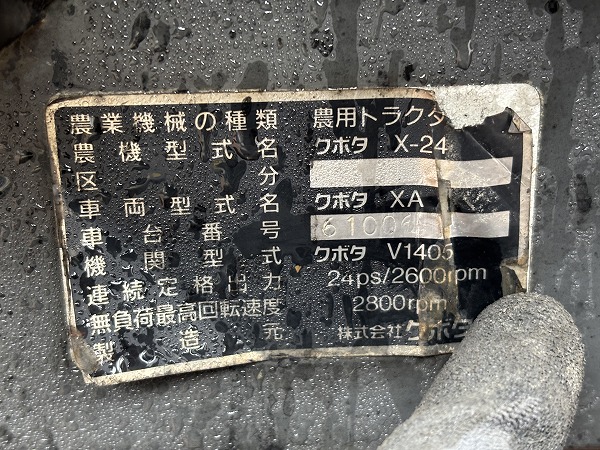 農業機械の種類 農用トラクタ
農機型式名 クボタ X-24
区分
車両型式名 クボタ XA
車台番号 6100
機関型式 クボタ V1405
連続定格出力 24ps/2600rpm
無負荷最高回転速度 2800rpm
製造元 株式会社クボタ